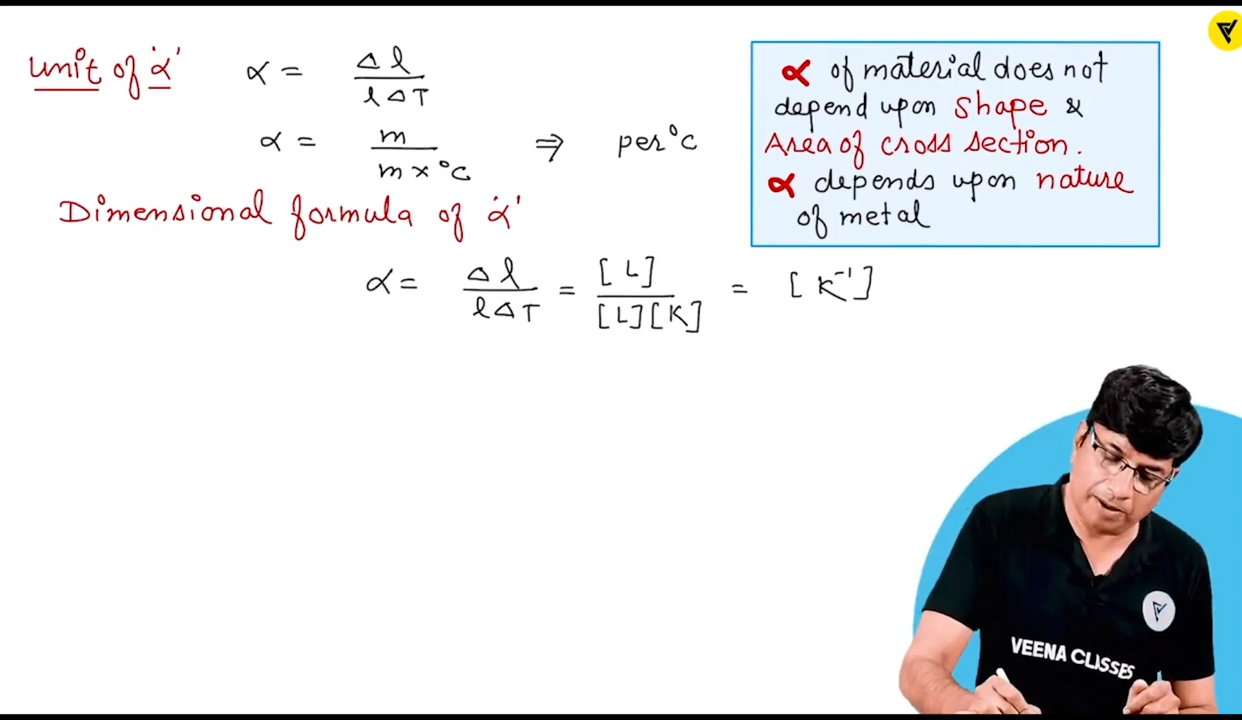 unit of 'α' α = Δl / lΔT
α = m / m × °C ⇒ per °C
Dimensional formula of 'α'
α = Δl / lΔT = [L] / [L][K] = [K⁻¹]
α of material does not
depend upon shape &
Area of cross section.
α depends upon nature
of metal
VEENA CLASSES